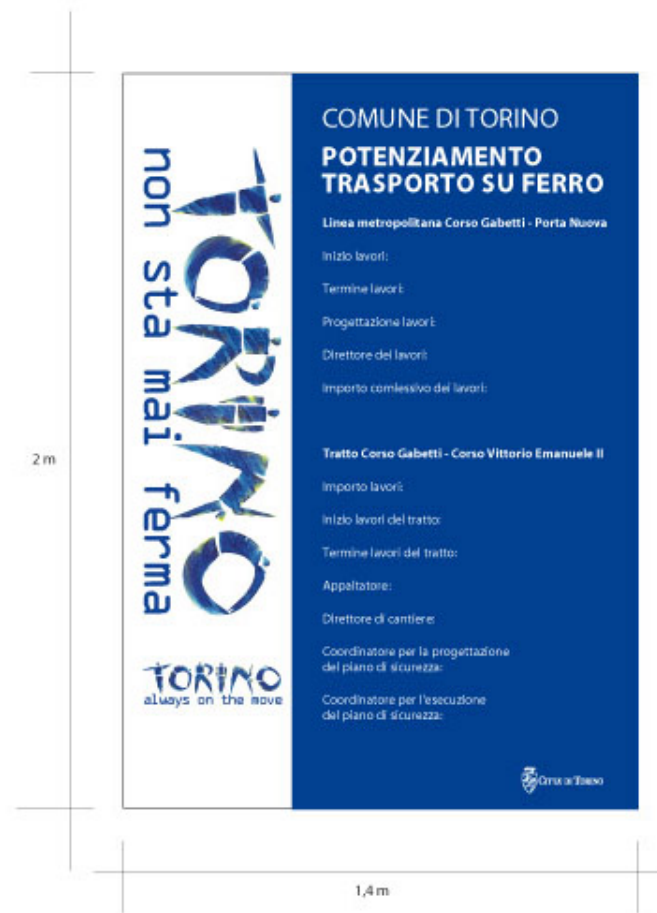 COMUNE DI TORINO
POTENZIAMENTO
TRASPORTO SU FERRO
Linea metropolitana Corso Gabetti - Porta Nuova
Inizio lavori:
Termine lavori:
Progettazione lavori:
Direttore dei lavori:
Importo comlessivo dei lavori:
Tratto Corso Gabetti - Corso Vittorio Emanuele II
Importo lavori:
Inizio lavori del tratto:
Termine lavori del tratto:
Appaltatore:
Direttore di cantiere:
Coordinatore per la progettazione
del piano di sicurezza:
Coordinatore per l'esecuzione
del piano di sicurezza:
CITTA DI TORINO
TORINO
non sta mai ferma
TORINO
always on the move
2 m
1,4 m